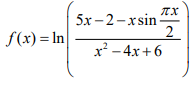 f(x) = ln((5x − 2 − x sin(πx/2)) / (x² − 4x + 6))